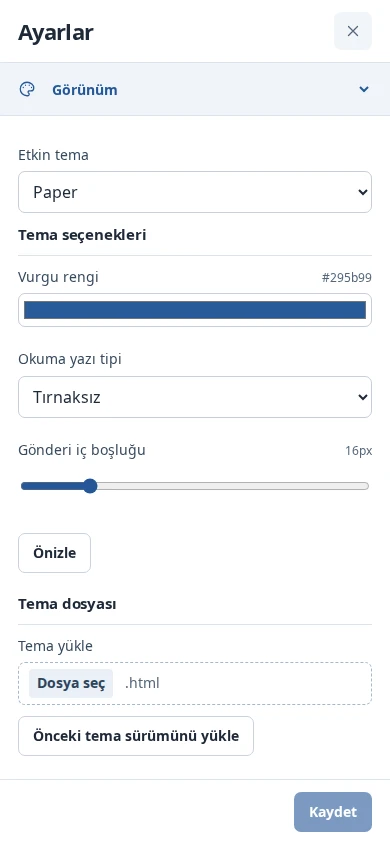 Ayarlar
Görünüm
Etkin tema
Paper
Tema seçenekleri
Vurgu rengi #295b99
Okuma yazı tipi
Tırnaksız
Gönderi iç boşluğu 16px
Önizle
Tema dosyası
Tema yükle
Dosya seç .html
Önceki tema sürümünü yükle
Kaydet